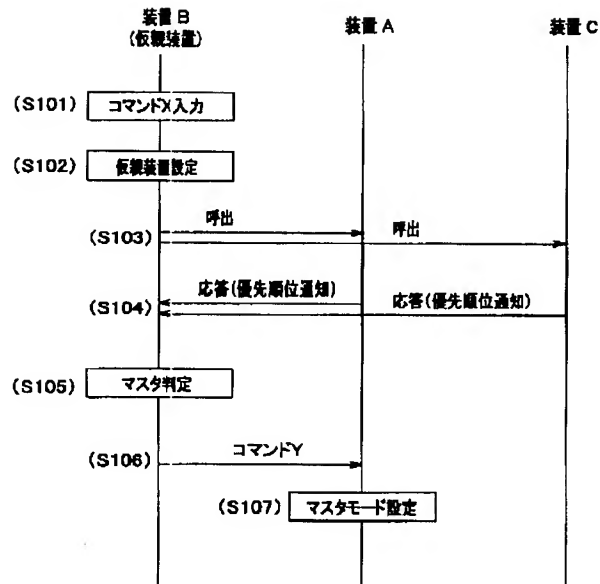 装置 B
(仮親装置)
装置 A
装置 C
(S101)
コマンドX入力
(S102)
仮親装置設定
呼出
呼出
(S103)
応答(優先順位通知)
応答(優先順位通知)
(S104)
(S105)
マスタ判定
コマンドY
(S106)
(S107)
マスタモード設定